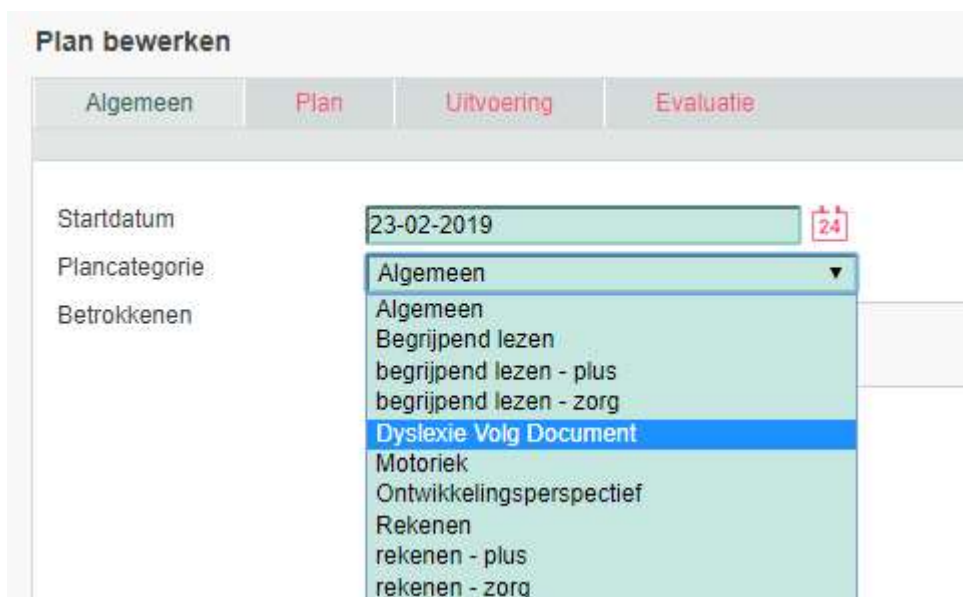 Plan bewerken
Algemeen Plan Uitvoering Evaluatie
Startdatum 23-02-2019 24
Plancategorie Algemeen
Betrokkenen
Algemeen
Begrijpend lezen
begrijpend lezen - plus
begrijpend lezen - zorg
Dyslexie Volg Document
Motoriek
Ontwikkelingsperspectief
Rekenen
rekenen - plus
rekenen - zorg